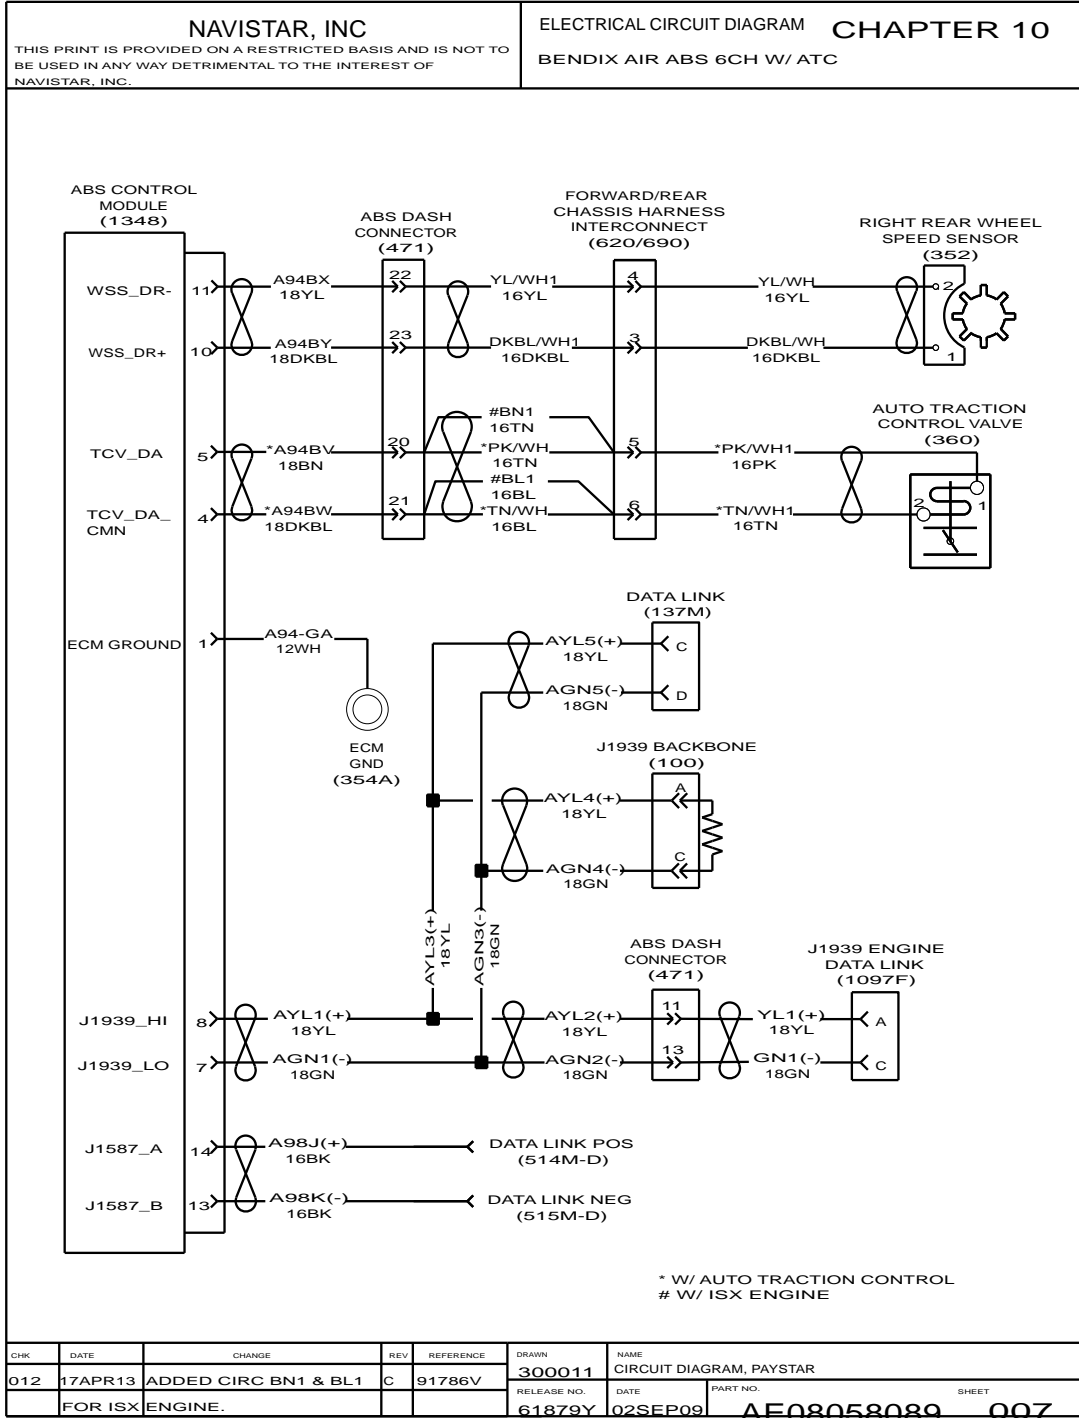 NAVISTAR, INC
THIS PRINT IS PROVIDED ON A RESTRICTED BASIS AND IS NOT TO
BE USED IN ANY WAY DETRIMENTAL TO THE INTEREST OF
NAVISTAR, INC.
ELECTRICAL CIRCUIT DIAGRAM CHAPTER 10
BENDIX AIR ABS 6CH W/ ATC
ABS CONTROL
MODULE
(1348)
ABS DASH
CONNECTOR
(471)
FORWARD/REAR
CHASSIS HARNESS
INTERCONNECT
(620/690)
RIGHT REAR WHEEL
SPEED SENSOR
(352)
WSS_DR- 11 A94BX 22 YL/WH1 4 YL/WH 2
18YL 16YL 16YL
WSS_DR+ 10 A94BY 23 DKBL/WH1 3 DKBL/WH 1
18DKBL 16DKBL 16DKBL
AUTO TRACTION
CONTROL VALVE
(360)
#BN1
16TN
TCV_DA 5 *A94BV 20 *PK/WH 5 *PK/WH1
18BN 16TN 16PK
#BL1
16BL
2 1
TCV_DA_
CMN
4 *A94BW 21 *TN/WH 6 *TN/WH1
18DKBL 16BL 16TN
DATA LINK
(137M)
ECM GROUND 1 A94-GA
12WH
AYL5(+) C
18YL
AGN5(-) D
18GN
ECM
GND
(354A)
J1939 BACKBONE
(100)
AYL4(+) A
18YL
AGN4(-) C
18GN
AYL3(+)
18YL
AGN3(-)
18GN
ABS DASH
CONNECTOR
(471)
J1939 ENGINE
DATA LINK
(1097F)
J1939_HI 8 AYL1(+) AYL2(+) 11 YL1(+) A
18YL 18YL 18YL
J1939_LO 7 AGN1(-) AGN2(-) 13 GN1(-) C
18GN 18GN 18GN
J1587_A 14 A98J(+) DATA LINK POS
16BK (514M-D)
J1587_B 13 A98K(-) DATA LINK NEG
16BK (515M-D)
* W/ AUTO TRACTION CONTROL
# W/ ISX ENGINE
CHK DATE CHANGE REV REFERENCE
012 17APR13 ADDED CIRC BN1 & BL1 C 91786V
FOR ISX ENGINE.
DRAWN NAME
300011 CIRCUIT DIAGRAM, PAYSTAR
RELEASE NO. DATE PART NO. SHEET
61879Y 02SEP09 AE08058089 007